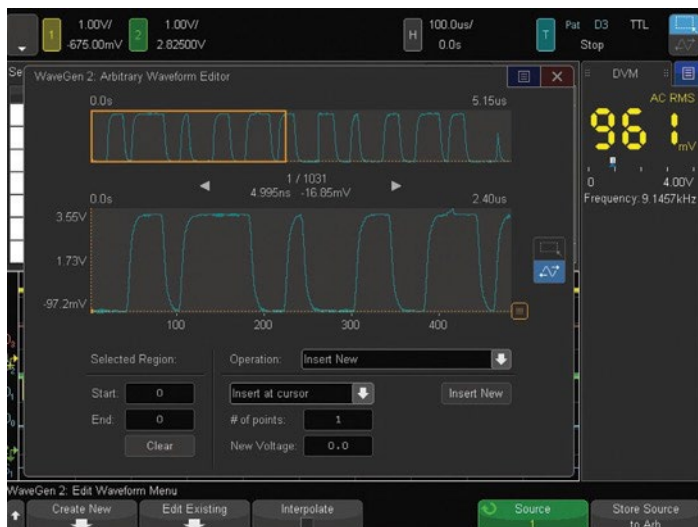 1 1.00V/ 2 1.00V/ H 100.0us/ T Pat D3 TTL
-675.00mV 2.82500V 0.0s Stop
Se
WaveGen 2: Arbitrary Waveform Editor X
DVM
AC RMS
961 mV
0 4.00V
Frequency: 9.1457kHz
0.0s 5.15us
1 / 1031
4.995ns -16.85mV
0.0s 2.40us
3.55V
1.73V
-97.2mV
100 200 300 400
Selected Region: Operation: Insert New
Start: 0 Insert at cursor Insert New
End: 0 # of points: 1
Clear New Voltage: 0.0
WaveGen 2: Edit Waveform Menu
Create New Edit Existing Interpolate Source Store Source
1 to Arb